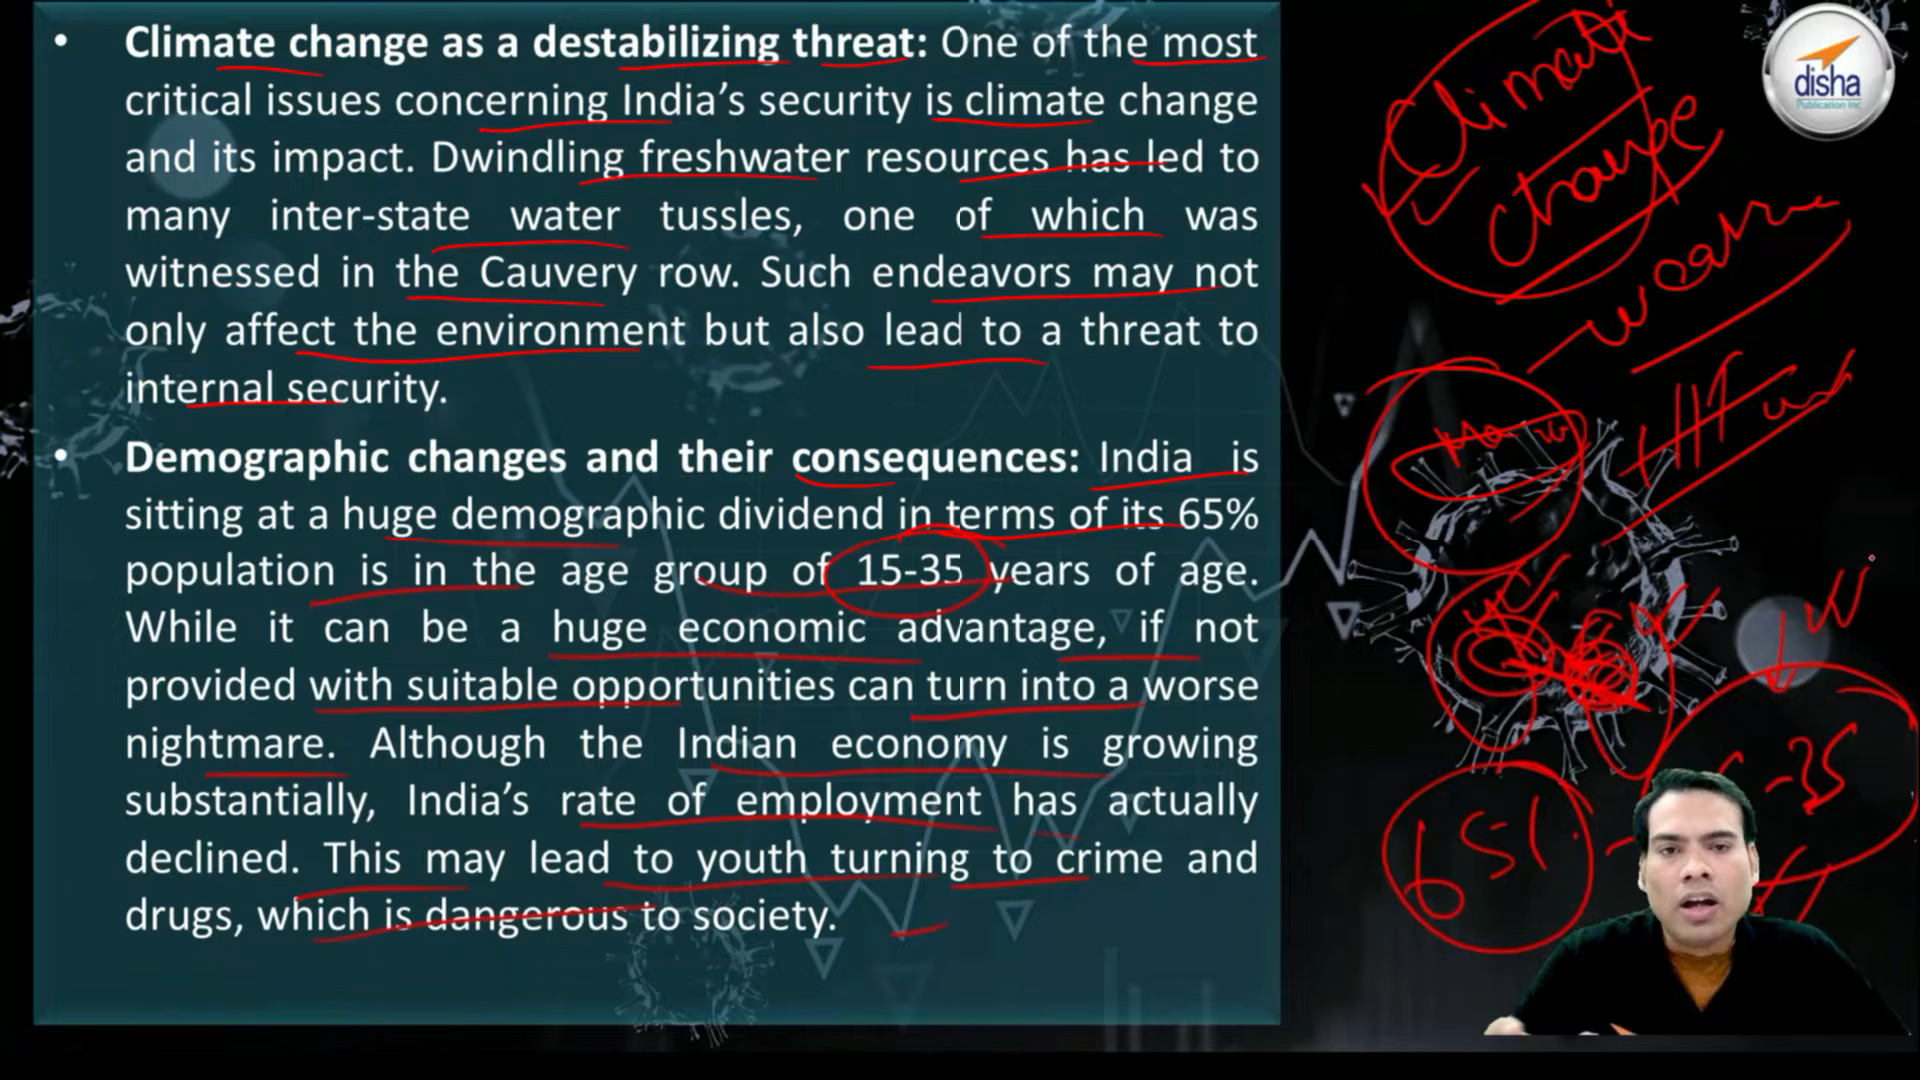 • Climate change as a destabilizing threat: One of the most
critical issues concerning India's security is climate change
and its impact. Dwindling freshwater resources has led to
many inter-state water tussles, one of which was
witnessed in the Cauvery row. Such endeavors may not
only affect the environment but also lead to a threat to
internal security.
• Demographic changes and their consequences: India is
sitting at a huge demographic dividend in terms of its 65%
population is in the age group of 15-35 years of age.
While it can be a huge economic advantage, if not
provided with suitable opportunities can turn into a worse
nightmare. Although the Indian economy is growing
substantially, India's rate of employment has actually
declined. This may lead to youth turning to crime and
drugs, which is dangerous to society.
disha
Publication Inc
Climate
change
-35
65%